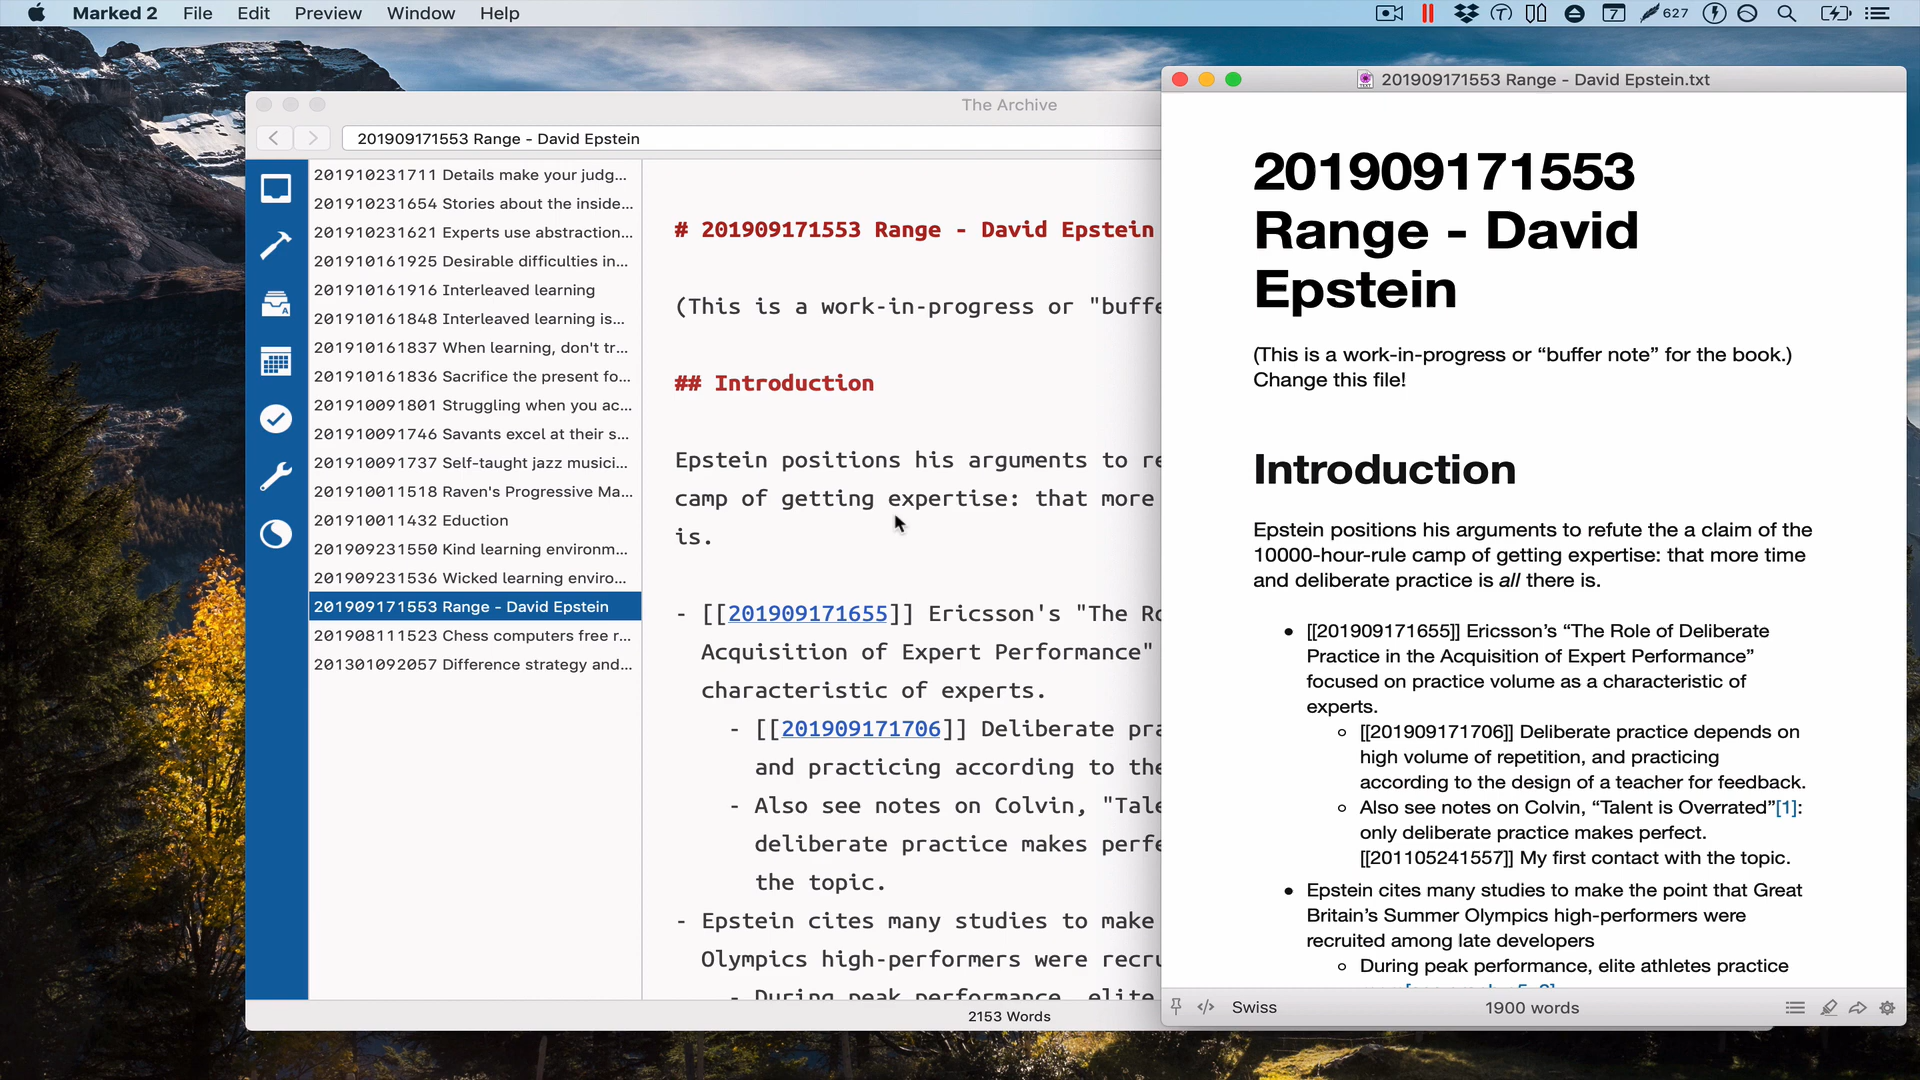 Marked 2 File Edit Preview Window Help
7 627
The Archive
201909171553 Range - David Epstein
201910231711 Details make your judg...
201910231654 Stories about the inside...
201910231621 Experts use abstraction...
201910161925 Desirable difficulties in...
201910161916 Interleaved learning
201910161848 Interleaved learning is...
201910161837 When learning, don't tr...
201910161836 Sacrifice the present fo...
201910091801 Struggling when you ac...
201910091746 Savants excel at their s...
201910091737 Self-taught jazz musici...
201910011518 Raven's Progressive Ma...
201910011432 Eduction
201909231550 Kind learning environm...
201909231536 Wicked learning enviro...
201909171553 Range - David Epstein
201908111523 Chess computers free r...
201301092057 Difference strategy and...
# 201909171553 Range - David Epstein
(This is a work-in-progress or "buffe
## Introduction
Epstein positions his arguments to re
camp of getting expertise: that more
is.
- [[201909171655]] Ericsson's "The Ro
Acquisition of Expert Performance"
characteristic of experts.
- [[201909171706]] Deliberate pra
and practicing according to the
- Also see notes on Colvin, "Tale
deliberate practice makes perfe
the topic.
- Epstein cites many studies to make
Olympics high-performers were recru
- During peak performance, elite
2153 Words
201909171553 Range - David Epstein.txt
201909171553
Range - David
Epstein
(This is a work-in-progress or “buffer note” for the book.)
Change this file!
Introduction
Epstein positions his arguments to refute the a claim of the
10000-hour-rule camp of getting expertise: that more time
and deliberate practice is all there is.
• [[201909171655]] Ericsson’s “The Role of Deliberate
Practice in the Acquisition of Expert Performance”
focused on practice volume as a characteristic of
experts.
◦ [[201909171706]] Deliberate practice depends on
high volume of repetition, and practicing
according to the design of a teacher for feedback.
◦ Also see notes on Colvin, “Talent is Overrated”[1]:
only deliberate practice makes perfect.
[[201105241557]] My first contact with the topic.
• Epstein cites many studies to make the point that Great
Britain’s Summer Olympics high-performers were
recruited among late developers
◦ During peak performance, elite athletes practice
Swiss
1900 words